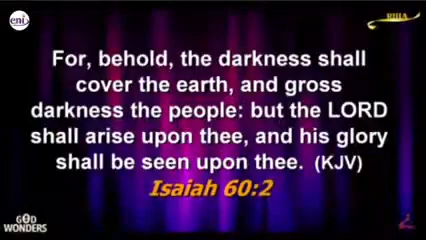 eni
For, behold, the darkness shall
cover the earth, and gross
darkness the people: but the LORD
shall arise upon thee, and his glory
shall be seen upon thee. (KJV)
Isaiah 60:2
GOD
WONDERS